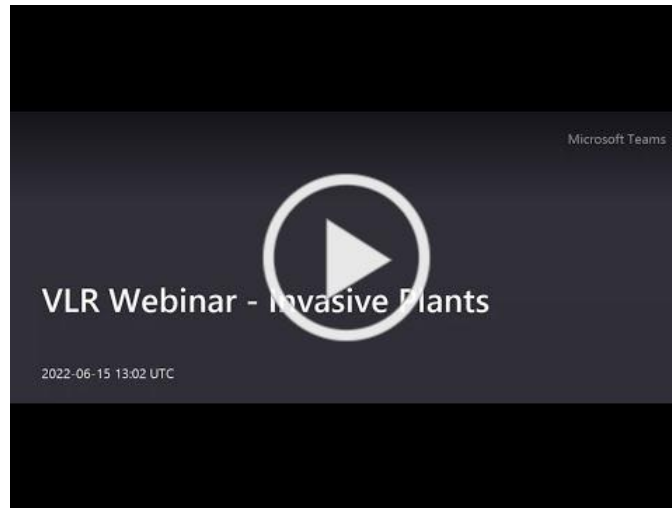 Microsoft Teams
VLR Webinar - Invasive Plants
2022-06-15 13:02 UTC